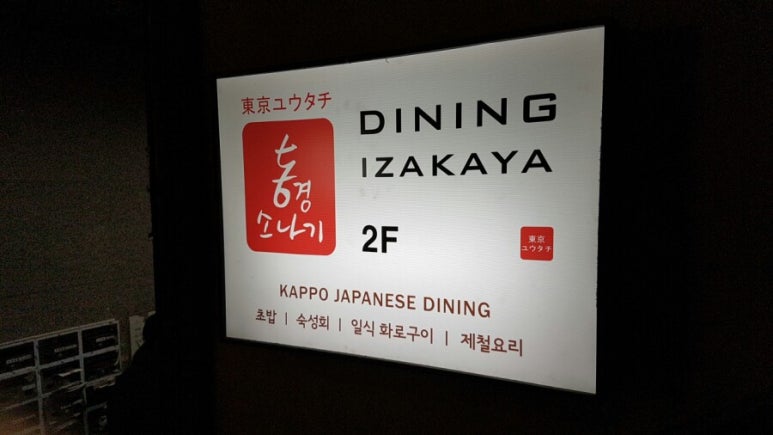 東京ユウタチ
동경
소나기
DINING
IZAKAYA
2F
東京
ユウタチ
KAPPO JAPANESE DINING
초밥 | 숙성회 | 일식 화로구이 | 제철요리